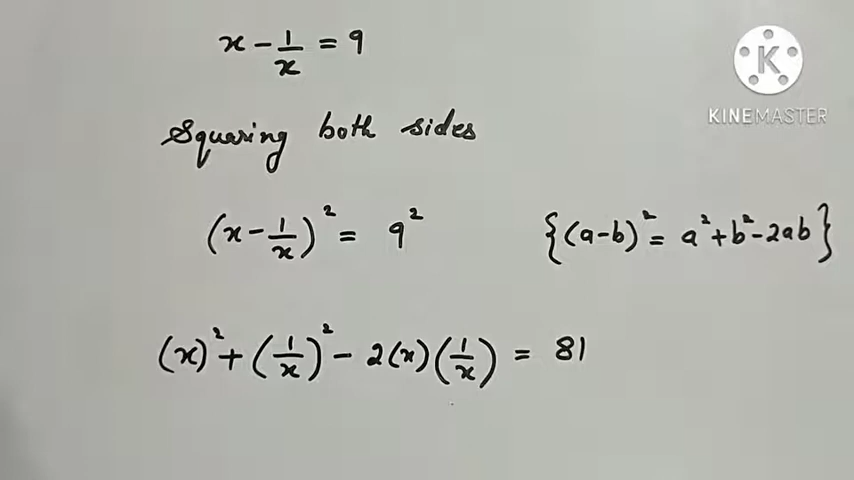 x - 1/x = 9
K
KINEMASTER
Squaring both sides
(x - 1/x)² = 9² {(a-b)² = a²+b²-2ab}
(x)² + (1/x)² - 2(x)(1/x) = 81